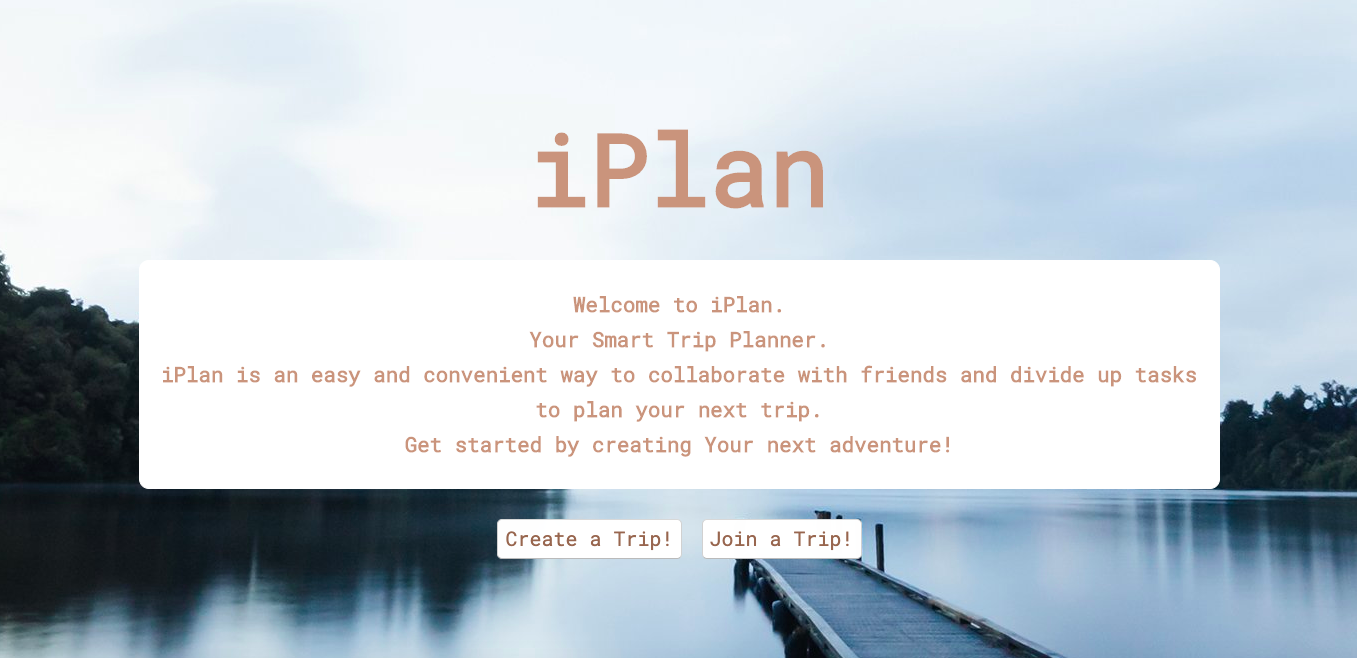 iPlan
Welcome to iPlan.
Your Smart Trip Planner.
iPlan is an easy and convenient way to collaborate with friends and divide up tasks
to plan your next trip.
Get started by creating Your next adventure!
Create a Trip!
Join a Trip!